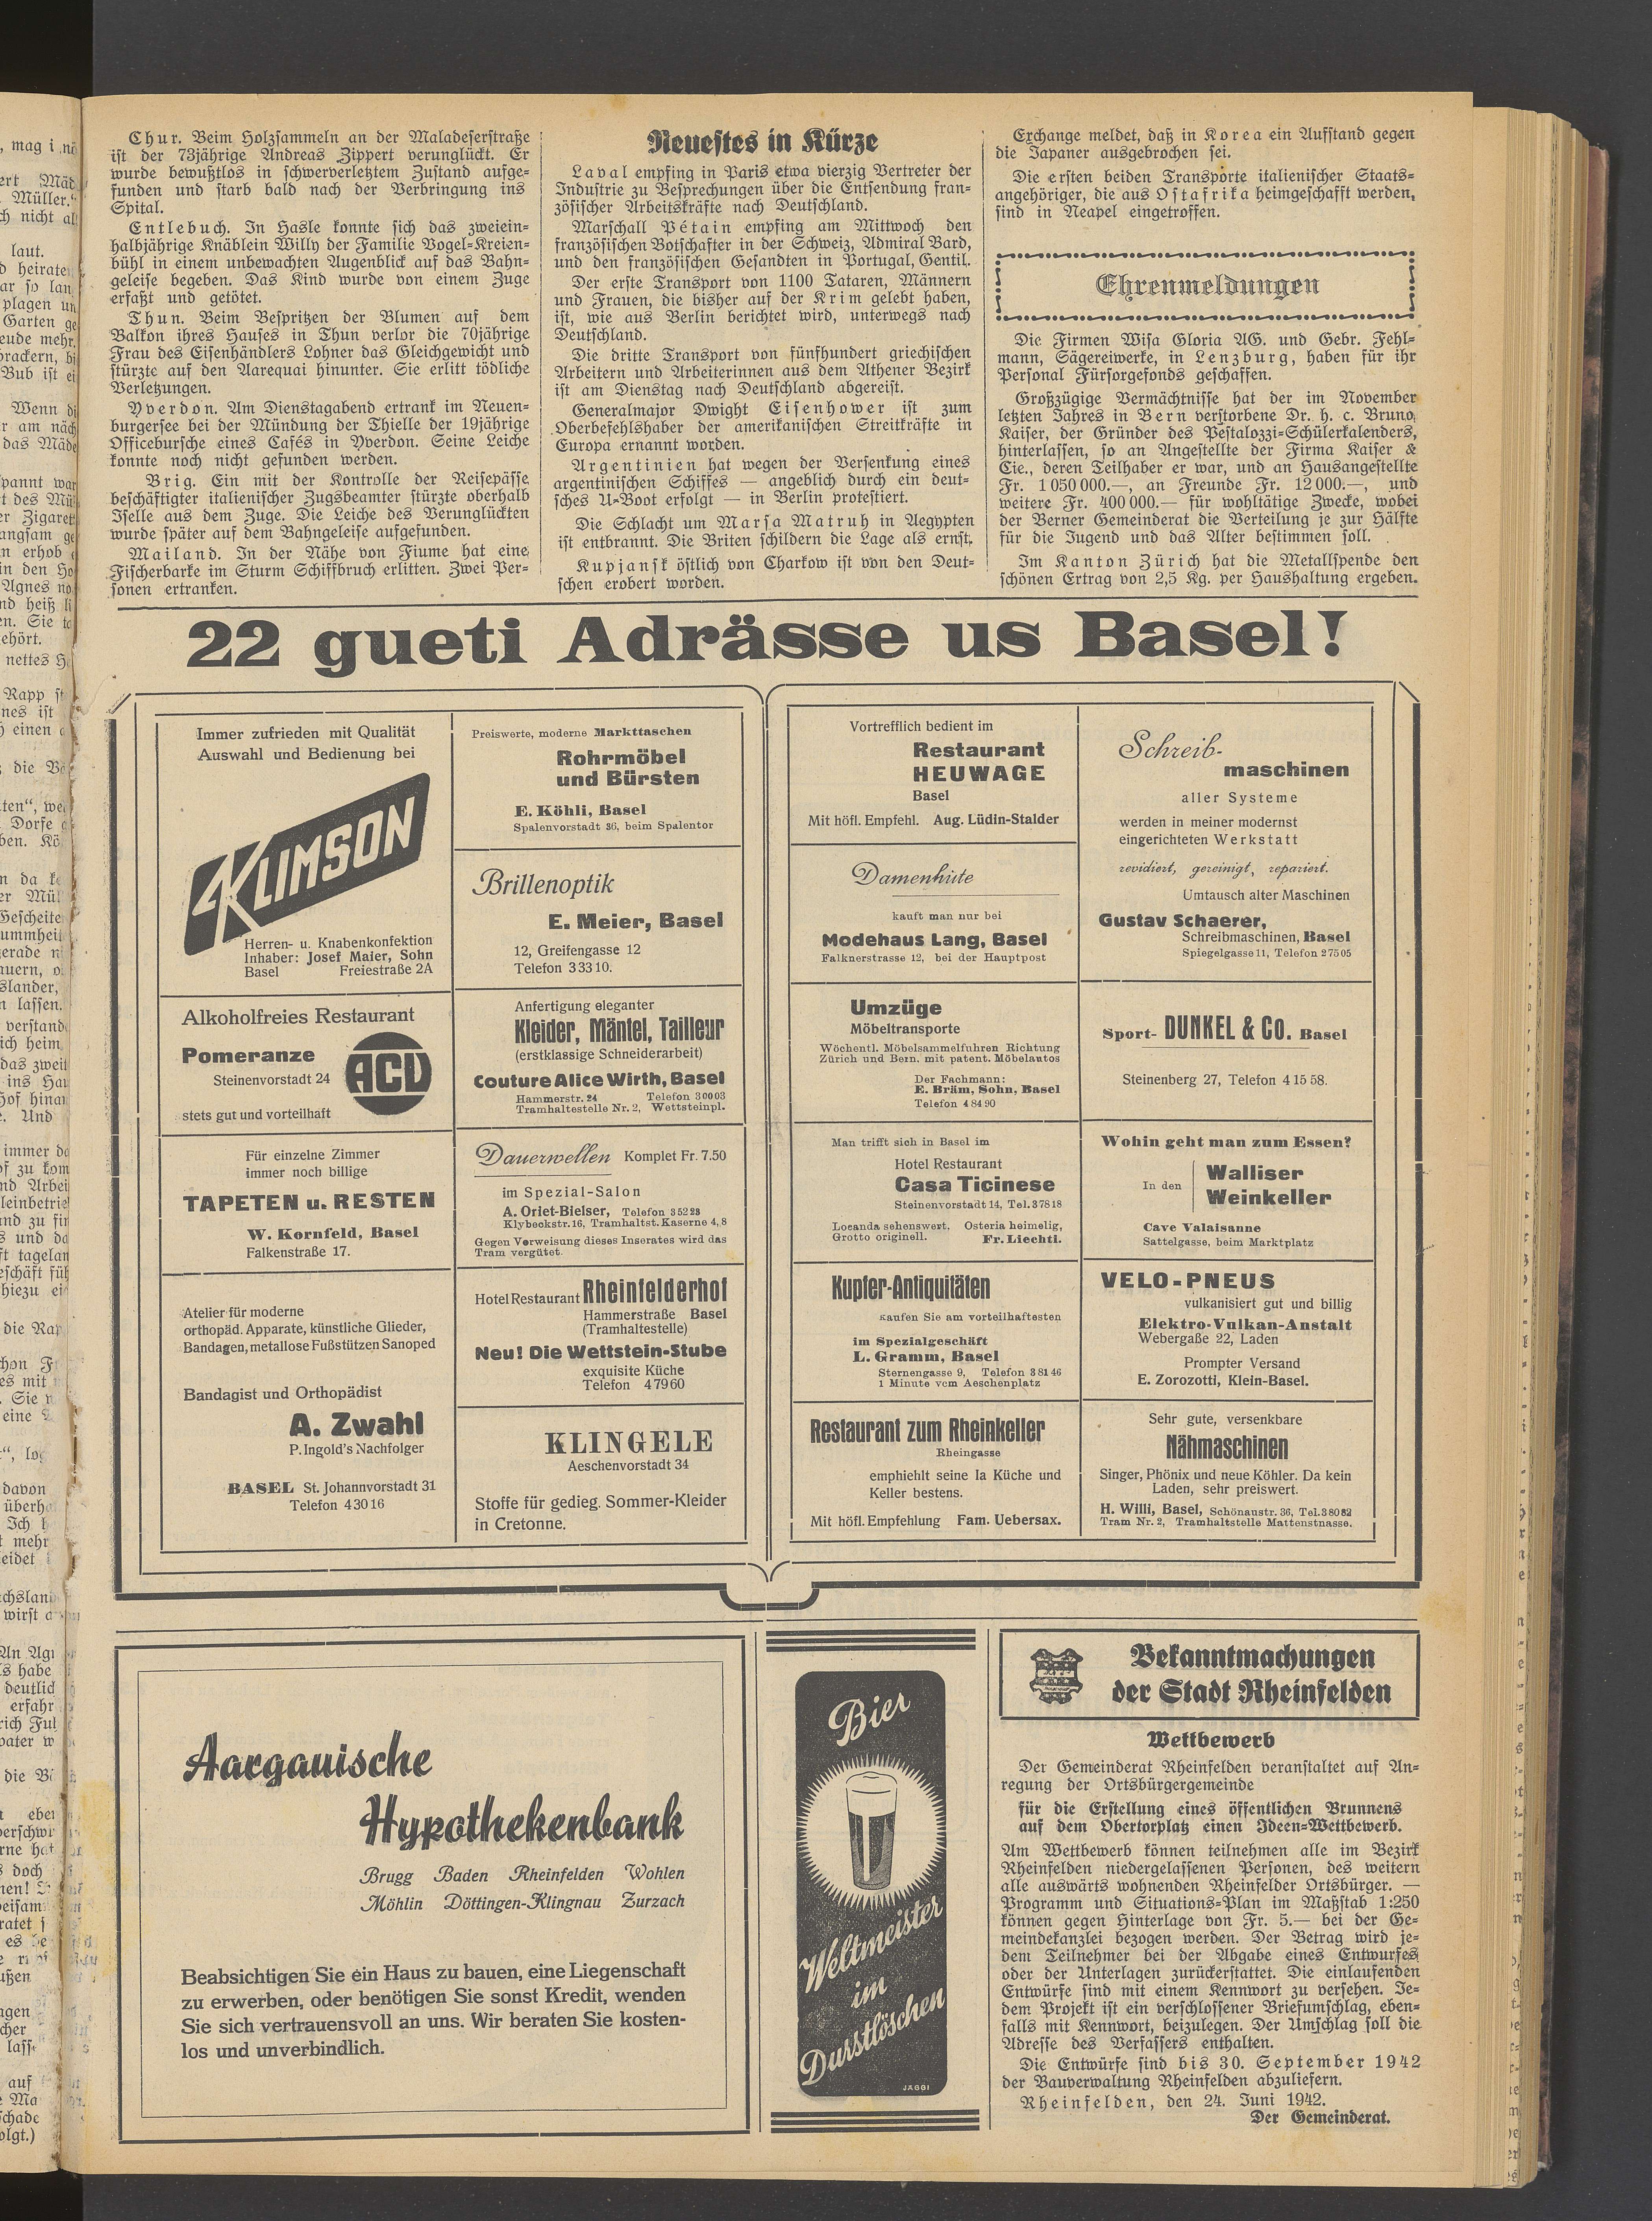 Chur. Beim Holzsammeln an der Maladeserstraße
ist der 73jährige Andreas Zippert verunglückt. Er
wurde bewußtlos in schwerverletztem Zustand aufge-
funden und starb bald nach der Verbringung ins
Spital.
Entlebuch. In Hasle konnte sich das zweiein-
halbjährige Knäblein Willy der Familie Vogel-Kreien-
bühl in einem unbewachten Augenblick auf das Bahn-
geleise begeben. Das Kind wurde von einem Zuge
erfaßt und getötet.
Thun. Beim Bespritzen der Blumen auf dem
Balkon ihres Hauses in Thun verlor die 70jährige
Frau des Eisenhändlers Lohner das Gleichgewicht und
stürzte auf den Aarequai hinunter. Sie erlitt tödliche
Verletzungen.
Yverdon. Am Dienstagabend ertrank im Neuen-
burgersee bei der Mündung der Thielle der 19jährige
Officebursche eines Cafés in Yverdon. Seine Leiche
konnte noch nicht gefunden werden.
Brig. Ein mit der Kontrolle der Reisepässe
beschäftigter italienischer Zugsbeamter stürzte oberhalb
Iselle aus dem Zuge. Die Leiche des Verunglückten
wurde später auf dem Bahngeleise aufgefunden.
Mailand. In der Nähe von Fiume hat eine
Fischerbarke im Sturm Schiffbruch erlitten. Zwei Per-
sonen ertranken.
Neuestes in Kürze
Laval empfing in Paris etwa vierzig Vertreter der
Industrie zu Besprechungen über die Entsendung fran-
zösischer Arbeitskräfte nach Deutschland.
Marschall Pétain empfing am Mittwoch den
französischen Botschafter in der Schweiz, Admiral Bard,
und den französischen Gesandten in Portugal, Gentil.
Der erste Transport von 1100 Tataren, Männern
und Frauen, die bisher auf der Krim gelebt haben,
ist, wie aus Berlin berichtet wird, unterwegs nach
Deutschland.
Die dritte Transport von fünfhundert griechischen
Arbeitern und Arbeiterinnen aus dem Athener Bezirk
ist am Dienstag nach Deutschland abgereist.
Generalmajor Dwight Eisenhower ist zum
Oberbefehlshaber der amerikanischen Streitkräfte in
Europa ernannt worden.
Argentinien hat wegen der Versenkung eines
argentinischen Schiffes — angeblich durch ein deut-
sches U-Boot erfolgt — in Berlin protestiert.
Die Schlacht um Marsa Matruh in Aegypten
ist entbrannt. Die Briten schildern die Lage als ernst.
Kupjansk östlich von Charkow ist von den Deut-
schen erobert worden.
Exchange meldet, daß in Korea ein Aufstand gegen
die Japaner ausgebrochen sei.
Die ersten beiden Transporte italienischer Staats-
angehöriger, die aus Ostafrika heimgeschafft werden,
sind in Neapel eingetroffen.
Ehrenmeldungen
Die Firmen Wisa Gloria AG. und Gebr. Fehl-
mann, Sägereiwerke, in Lenzburg, haben für ihr
Personal Fürsorgefonds geschaffen.
Großzügige Vermächtnisse hat der im November
letzten Jahres in Bern verstorbene Dr. h. c. Bruno
Kaiser, der Gründer des Pestalozzi-Schülerkalenders,
hinterlassen, so an Angestellte der Firma Kaiser &
Cie., deren Teilhaber er war, und an Hausangestellte
Fr. 1 050 000.—, an Freunde Fr. 12 000.—, und
weitere Fr. 400 000.— für wohltätige Zwecke, wobei
der Berner Gemeinderat die Verteilung je zur Hälfte
für die Jugend und das Alter bestimmen soll.
Im Kanton Zürich hat die Metallspende den
schönen Ertrag von 2,5 Kg. per Haushaltung ergeben.
22 gueti Adrässe us Basel!
Immer zufrieden mit Qualität
Auswahl und Bedienung bei
KLIMSON
Herren- u. Knabenkonfektion
Inhaber: Josef Maier, Sohn
Basel Freiestraße 2A
Alkoholfreies Restaurant
Pomeranze
Steinenvorstadt 24
ACV
stets gut und vorteilhaft
Für einzelne Zimmer
immer noch billige
TAPETEN u. RESTEN
W. Kornfeld, Basel
Falkenstraße 17.
Atelier für moderne
orthopäd. Apparate, künstliche Glieder,
Bandagen, metallose Fußstützen Sanoped
Bandagist und Orthopädist
A. Zwahl
P. Ingold's Nachfolger
BASEL St. Johannvorstadt 31
Telefon 4 30 16
Preiswerte, moderne Markttaschen
Rohrmöbel
und Bürsten
E. Köhli, Basel
Spalenvorstadt 36, beim Spalentor
Brillenoptik
E. Meier, Basel
12, Greifengasse 12
Telefon 3 33 10.
Anfertigung eleganter
Kleider, Mäntel, Tailleur
(erstklassige Schneiderarbeit)
Couture Alice Wirth, Basel
Hammerstr. 24 Telefon 3 00 03
Tramhaltestelle Nr. 2, Wettsteinpl.
Dauerwellen Komplet Fr. 7.50
im Spezial-Salon
A. Oriet-Bielser, Telefon 3 52 23
Klybeckstr. 16, Tramhaltst. Kaserne 4, 8
Gegen Vorweisung dieses Inserates wird das
Tram vergütet.
Hotel Restaurant Rheinfelderhof
Hammerstraße Basel
(Tramhaltestelle)
Neu! Die Wettstein-Stube
exquisite Küche
Telefon 4 79 60
KLINGELE
Aeschenvorstadt 34
Stoffe für gedieg. Sommer-Kleider
in Cretonne.
Vortrefflich bedient im
Restaurant
HEUWAGE
Basel
Mit höfl. Empfehl. Aug. Lüdin-Stalder
Damenhüte
kauft man nur bei
Modehaus Lang, Basel
Falknerstrasse 12, bei der Hauptpost
Umzüge
Möbeltransporte
Wöchentl. Möbelsammelfuhren Richtung
Zürich und Bern. mit patent. Möbelautos
Der Fachmann:
E. Bräm, Sohn, Basel
Telefon 4 84 90
Man trifft sich in Basel im
Hotel Restaurant
Casa Ticinese
Steinenvorstadt 14, Tel. 3 78 18
Locanda sehenswert, Osteria heimelig,
Grotto originell. Fr. Liechti.
Kupfer-Antiquitäten
kaufen Sie am vorteilhaftesten
im Spezialgeschäft
L. Gramm, Basel
Sternengasse 9, Telefon 3 81 46
1 Minute vom Aeschenplatz
Restaurant zum Rheinkeller
Rheingasse
empfiehlt seine Ia Küche und
Keller bestens.
Mit höfl. Empfehlung Fam. Uebersax.
Schreib-
maschinen
aller Systeme
werden in meiner modernst
eingerichteten Werkstatt
revidiert, gereinigt, repariert.
Umtausch alter Maschinen
Gustav Schaerer,
Schreibmaschinen, Basel
Spiegelgasse 11, Telefon 2 75 05
Sport- DUNKEL & CO. Basel
Steinenberg 27, Telefon 4 15 58.
Wohin geht man zum Essen?
In den Walliser
Weinkeller
Cave Valaisanne
Sattelgasse, beim Marktplatz
VELO-PNEUS
vulkanisiert gut und billig
Elektro-Vulkan-Anstalt
Webergaße 22, Laden
Prompter Versand
E. Zorozotti, Klein-Basel.
Sehr gute, versenkbare
Nähmaschinen
Singer, Phönix und neue Köhler. Da kein
Laden, sehr preiswert.
H. Willi, Basel, Schönaustr. 36, Tel. 3 80 82
Tram Nr. 2, Tramhaltstelle Mattenstnasse.
Aargauische
Hypothekenbank
Brugg Baden Rheinfelden Wohlen
Möhlin Döttingen-Klingnau Zurzach
Beabsichtigen Sie ein Haus zu bauen, eine Liegenschaft
zu erwerben, oder benötigen Sie sonst Kredit, wenden
Sie sich vertrauensvoll an uns. Wir beraten Sie kosten-
los und unverbindlich.
Bier
Weltmeister
im
Durstlöschen
JÄGGI
Bekanntmachungen
der Stadt Rheinfelden
Wettbewerb
Der Gemeinderat Rheinfelden veranstaltet auf An-
regung der Ortsbürgergemeinde
für die Erstellung eines öffentlichen Brunnens
auf dem Obertorplatz einen Ideen-Wettbewerb.
Am Wettbewerb können teilnehmen alle im Bezirk
Rheinfelden niedergelassenen Personen, des weitern
alle auswärts wohnenden Rheinfelder Ortsbürger. —
Programm und Situations-Plan im Maßstab 1:250
können gegen Hinterlage von Fr. 5.— bei der Ge-
meindekanzlei bezogen werden. Der Betrag wird je-
dem Teilnehmer bei der Abgabe eines Entwurfes
oder der Unterlagen zurückerstattet. Die einlaufenden
Entwürfe sind mit einem Kennwort zu versehen. Je-
dem Projekt ist ein verschlossener Briefumschlag, eben-
falls mit Kennwort, beizulegen. Der Umschlag soll die
Adresse des Verfassers enthalten.
Die Entwürfe sind bis 30. September 1942
der Bauverwaltung Rheinfelden abzuliefern.
Rheinfelden, den 24. Juni 1942.
Der Gemeinderat.